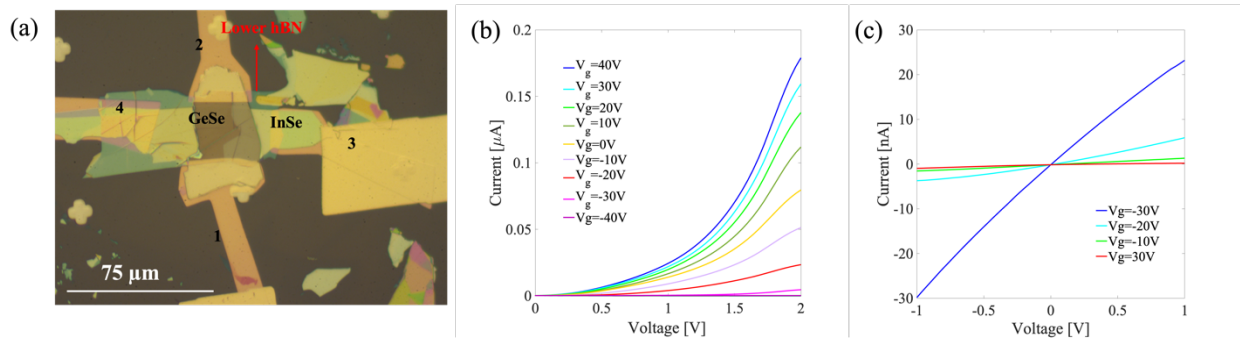 (a)
Lower hBN
2
4
GeSe
InSe
3
1
75 µm
(b)
0.2
0.15
0.1
0.05
0
Current [µA]
V_g=40V
V_g=30V
Vg=20V
V_g=10V
Vg=0V
Vg=-10V
V_g=-20V
V_g=-30V
Vg=-40V
0 0.5 1 1.5 2
Voltage [V]
(c)
30
20
10
0
-10
-20
-30
Current [nA]
Vg=-30V
Vg=-20V
Vg=-10V
Vg=30V
-1 -0.5 0 0.5 1
Voltage [V]